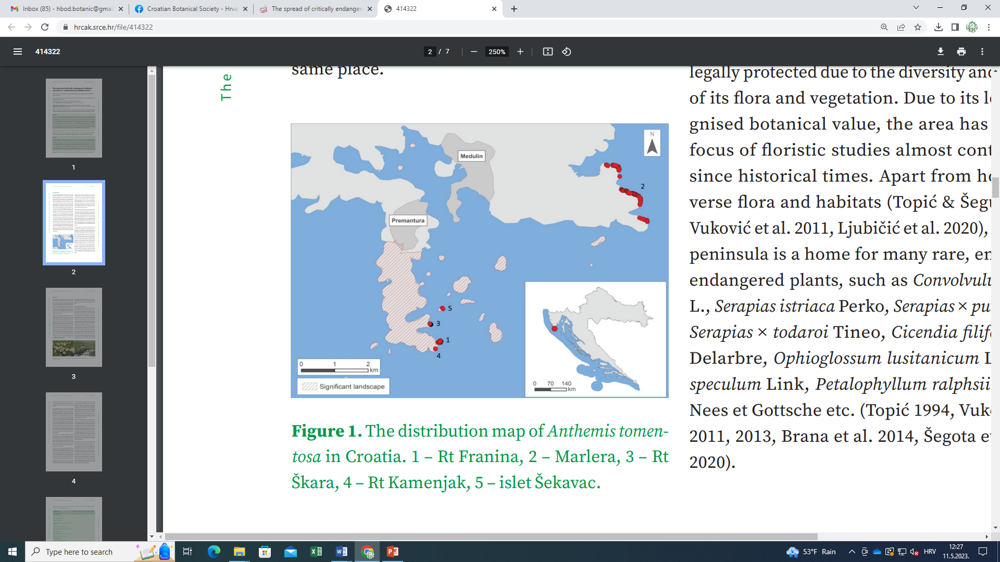 Inbox (85) - hbod.botanic@gmai
Croatian Botanical Society - Hrva
The spread of critically endanger
414322
hrcak.srce.hr/file/414322
414322
2 / 7
250%
1
2
3
4
The
same place.
Medulin
Premantura
N
2
5
3
1
4
0 1 2
km
Significant landscape
0 70 140
km
Figure 1. The distribution map of Anthemis tomen-
tosa in Croatia. 1 – Rt Franina, 2 – Marlera, 3 – Rt
Škara, 4 – Rt Kamenjak, 5 – islet Šekavac.
legally protected due to the diversity and
of its flora and vegetation. Due to its l
gnised botanical value, the area has
focus of floristic studies almost cont
since historical times. Apart from h
verse flora and habitats (Topić & Šegu
Vuković et al. 2011, Ljubičić et al. 2020),
peninsula is a home for many rare, en
endangered plants, such as Convolvulu
L., Serapias istriaca Perko, Serapias × pu
Serapias × todaroi Tineo, Cicendia filif
Delarbre, Ophioglossum lusitanicum L
speculum Link, Petalophyllum ralphsii
Nees et Gottsche etc. (Topić 1994, Vuk
2011, 2013, Brana et al. 2014, Šegota e
2020).
Type here to search
53°F Rain
HRV
12:27
11.5.2023.